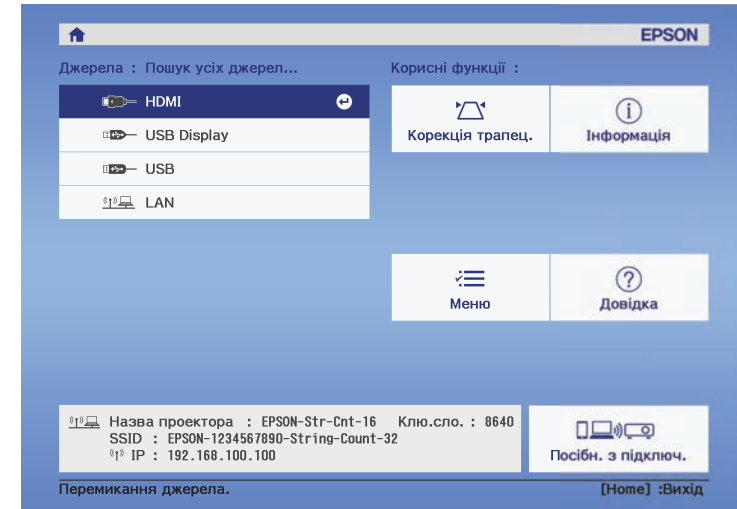 EPSON
Джерела : Пошук усіх джерел...
Корисні функції :
HDMI
USB Display
USB
LAN
Корекція трапец.
Інформація
Меню
Довідка
Назва проектора : EPSON-Str-Cnt-16 Клю.сло. : 8640
SSID : EPSON-1234567890-String-Count-32
IP : 192.168.100.100
Посібн. з підключ.
Перемикання джерела.
[Home] :Вихід